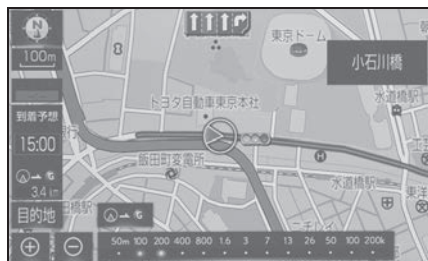 100m
東京ドーム
小石川橋
水道橋駅
トヨタ自動車東京本社
到着予想
15:00
飯田町変電所
3.4 km
水道橋駅
目的地
50m 100 200 400 800 1.6 3 7 13 26 50 100 200k